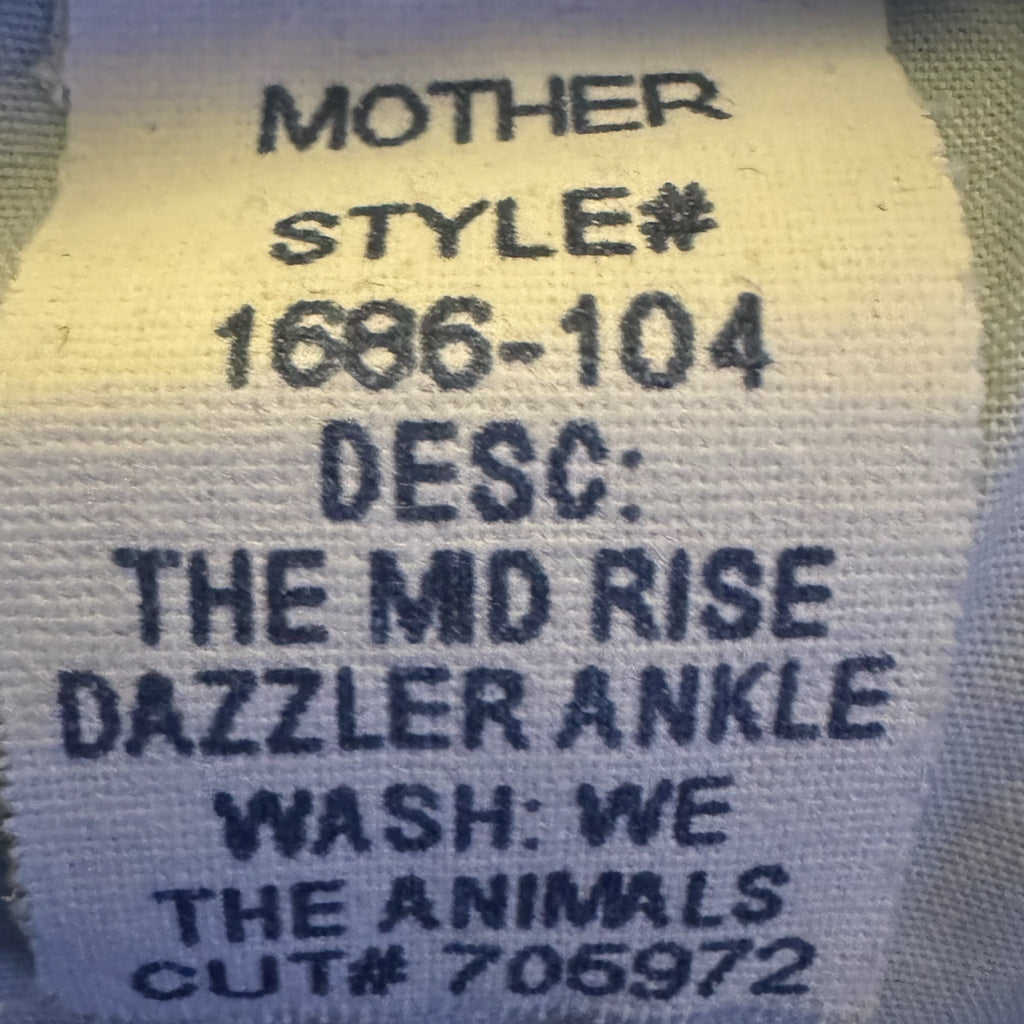 MOTHER
STYLE#
1686-104
DESC:
THE MID RISE
DAZZLER ANKLE
WASH: WE
THE ANIMALS
CUT# 705972